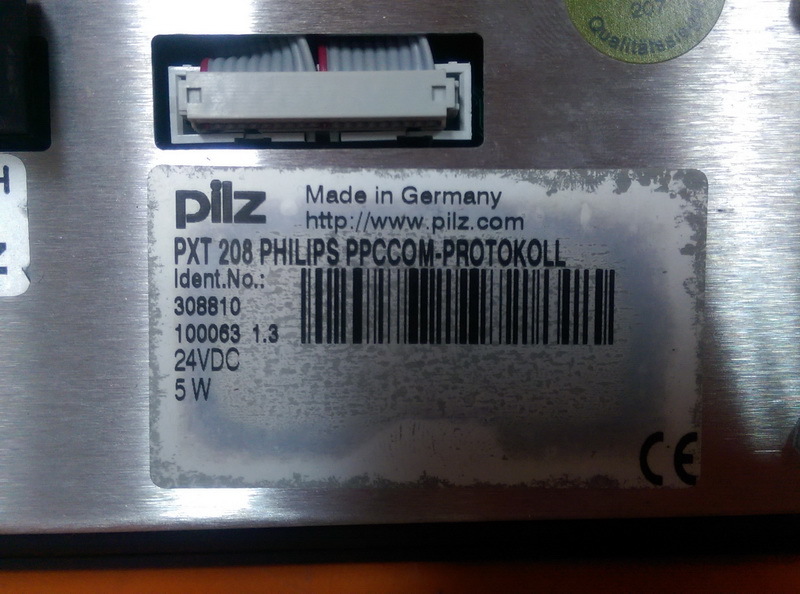 207
pilz
Made in Germany
http://www.pilz.com
PXT 208 PHILIPS PPCCOM-PROTOKOLL
Ident.No.:
308810
100063 1.3
24VDC
5 W
CE
H
Z